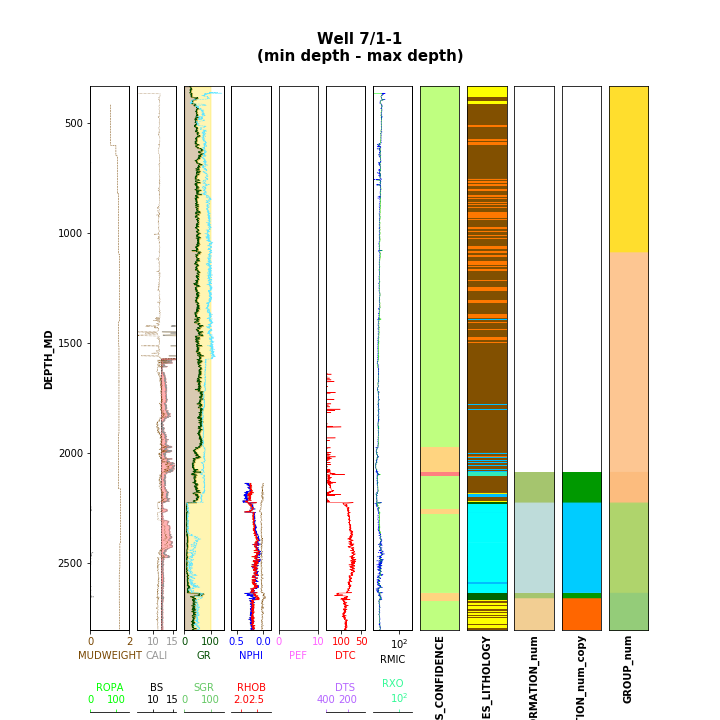 Well 7/1-1
(min depth - max depth)
500
1000
1500
2000
2500
DEPTH_MD
0 2 10 15 0 100 0.5 0.0 0 10 100 50 10²
MUDWEIGHT CALI GR NPHI PEF DTC RMIC
ROPA BS SGR RHOB DTS RXO
0 100 10 15 0 100 2.02.5 400 200 10²
S_CONFIDENCE
ES_LITHOLOGY
RMATION_num
TION_num_copy
GROUP_num